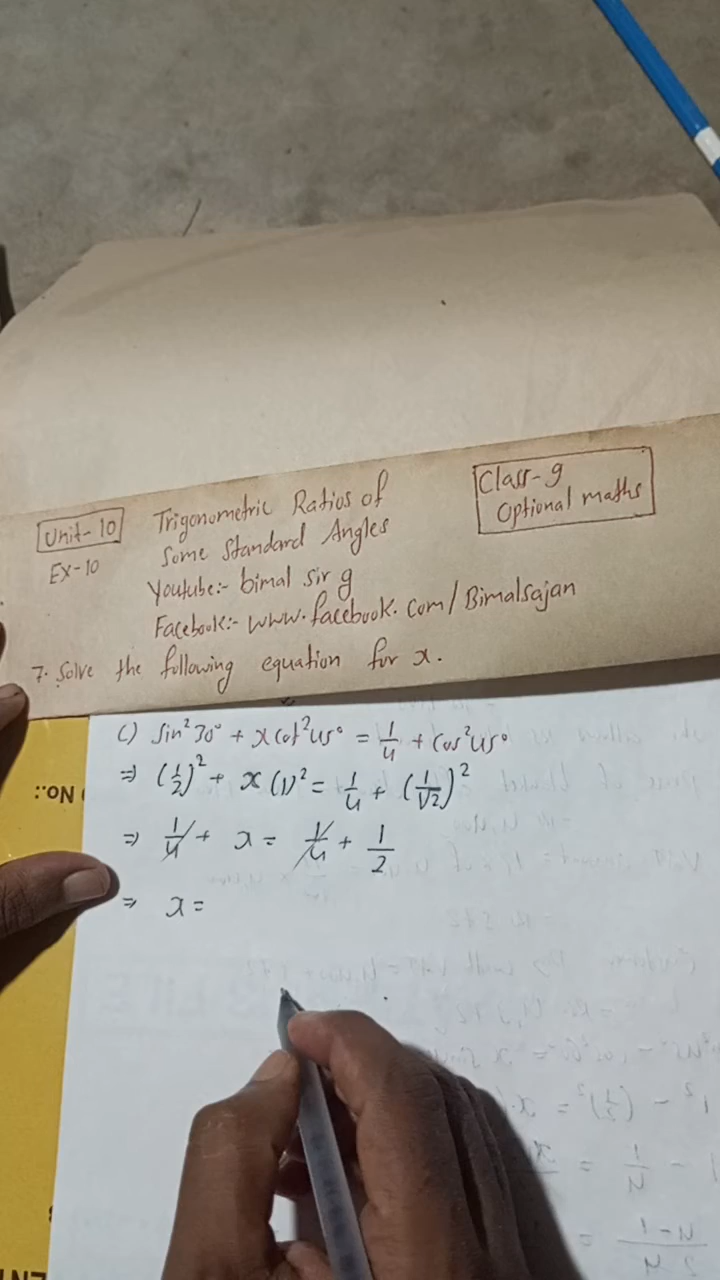 Unit-10
Ex-10
Trigonometric Ratios of
Some Standard Angles
Class-9
Optional maths
Youtube:- bimal sir g
Facebook:- www.facebook.com/Bimalsajan
7. Solve the following equation for x.
c) sin²30° + x cot²45° = 1/4 + cos²45°
⇒ (1/2)² + x (1)² = 1/4 + (1/√2)²
⇒ 1/4 + x = 1/4 + 1/2
⇒ x =
No.: